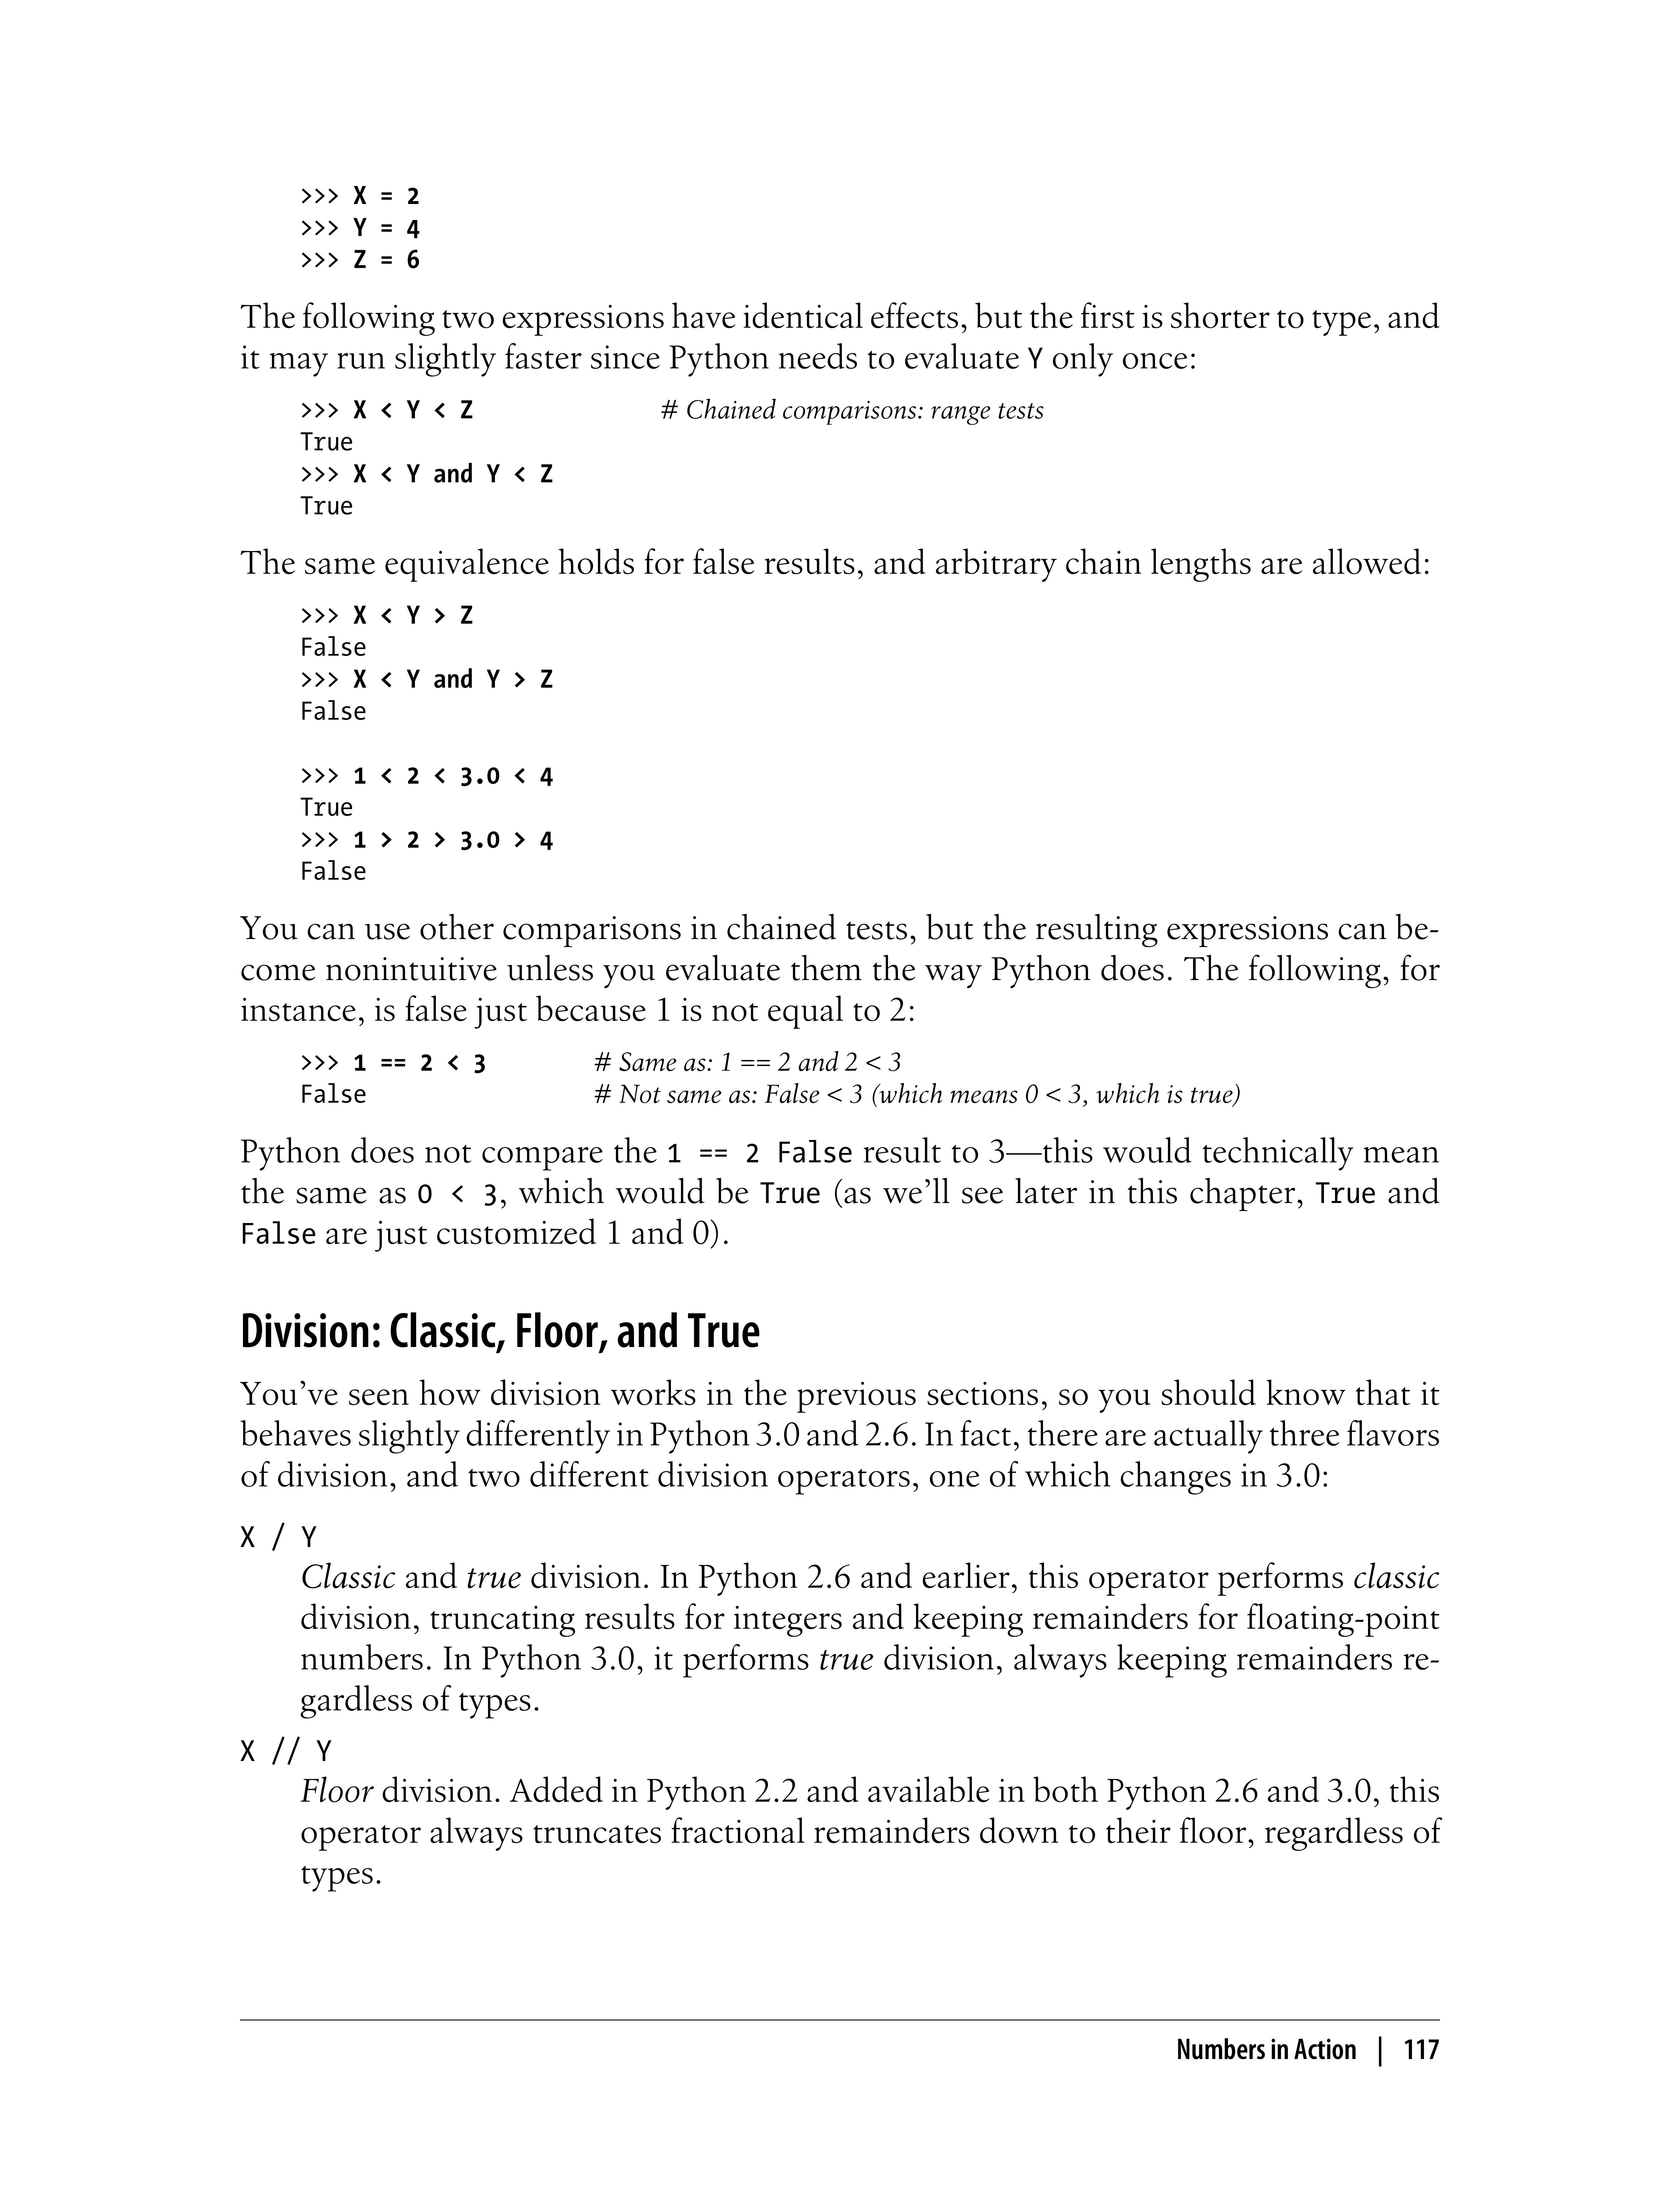 >>> X = 2
>>> Y = 4
>>> Z = 6
The following two expressions have identical effects, but the first is shorter to type, and
it may run slightly faster since Python needs to evaluate Y only once:
>>> X < Y < Z # Chained comparisons: range tests
True
>>> X < Y and Y < Z
True
The same equivalence holds for false results, and arbitrary chain lengths are allowed:
>>> X < Y > Z
False
>>> X < Y and Y > Z
False
>>> 1 < 2 < 3.0 < 4
True
>>> 1 > 2 > 3.0 > 4
False
You can use other comparisons in chained tests, but the resulting expressions can be-
come nonintuitive unless you evaluate them the way Python does. The following, for
instance, is false just because 1 is not equal to 2:
>>> 1 == 2 < 3 # Same as: 1 == 2 and 2 < 3
False # Not same as: False < 3 (which means 0 < 3, which is true)
Python does not compare the 1 == 2 False result to 3—this would technically mean
the same as 0 < 3, which would be True (as we’ll see later in this chapter, True and
False are just customized 1 and 0).
Division: Classic, Floor, and True
You’ve seen how division works in the previous sections, so you should know that it
behaves slightly differently in Python 3.0 and 2.6. In fact, there are actually three flavors
of division, and two different division operators, one of which changes in 3.0:
X / Y
Classic and true division. In Python 2.6 and earlier, this operator performs classic
division, truncating results for integers and keeping remainders for floating-point
numbers. In Python 3.0, it performs true division, always keeping remainders re-
gardless of types.
X // Y
Floor division. Added in Python 2.2 and available in both Python 2.6 and 3.0, this
operator always truncates fractional remainders down to their floor, regardless of
types.
Numbers in Action | 117